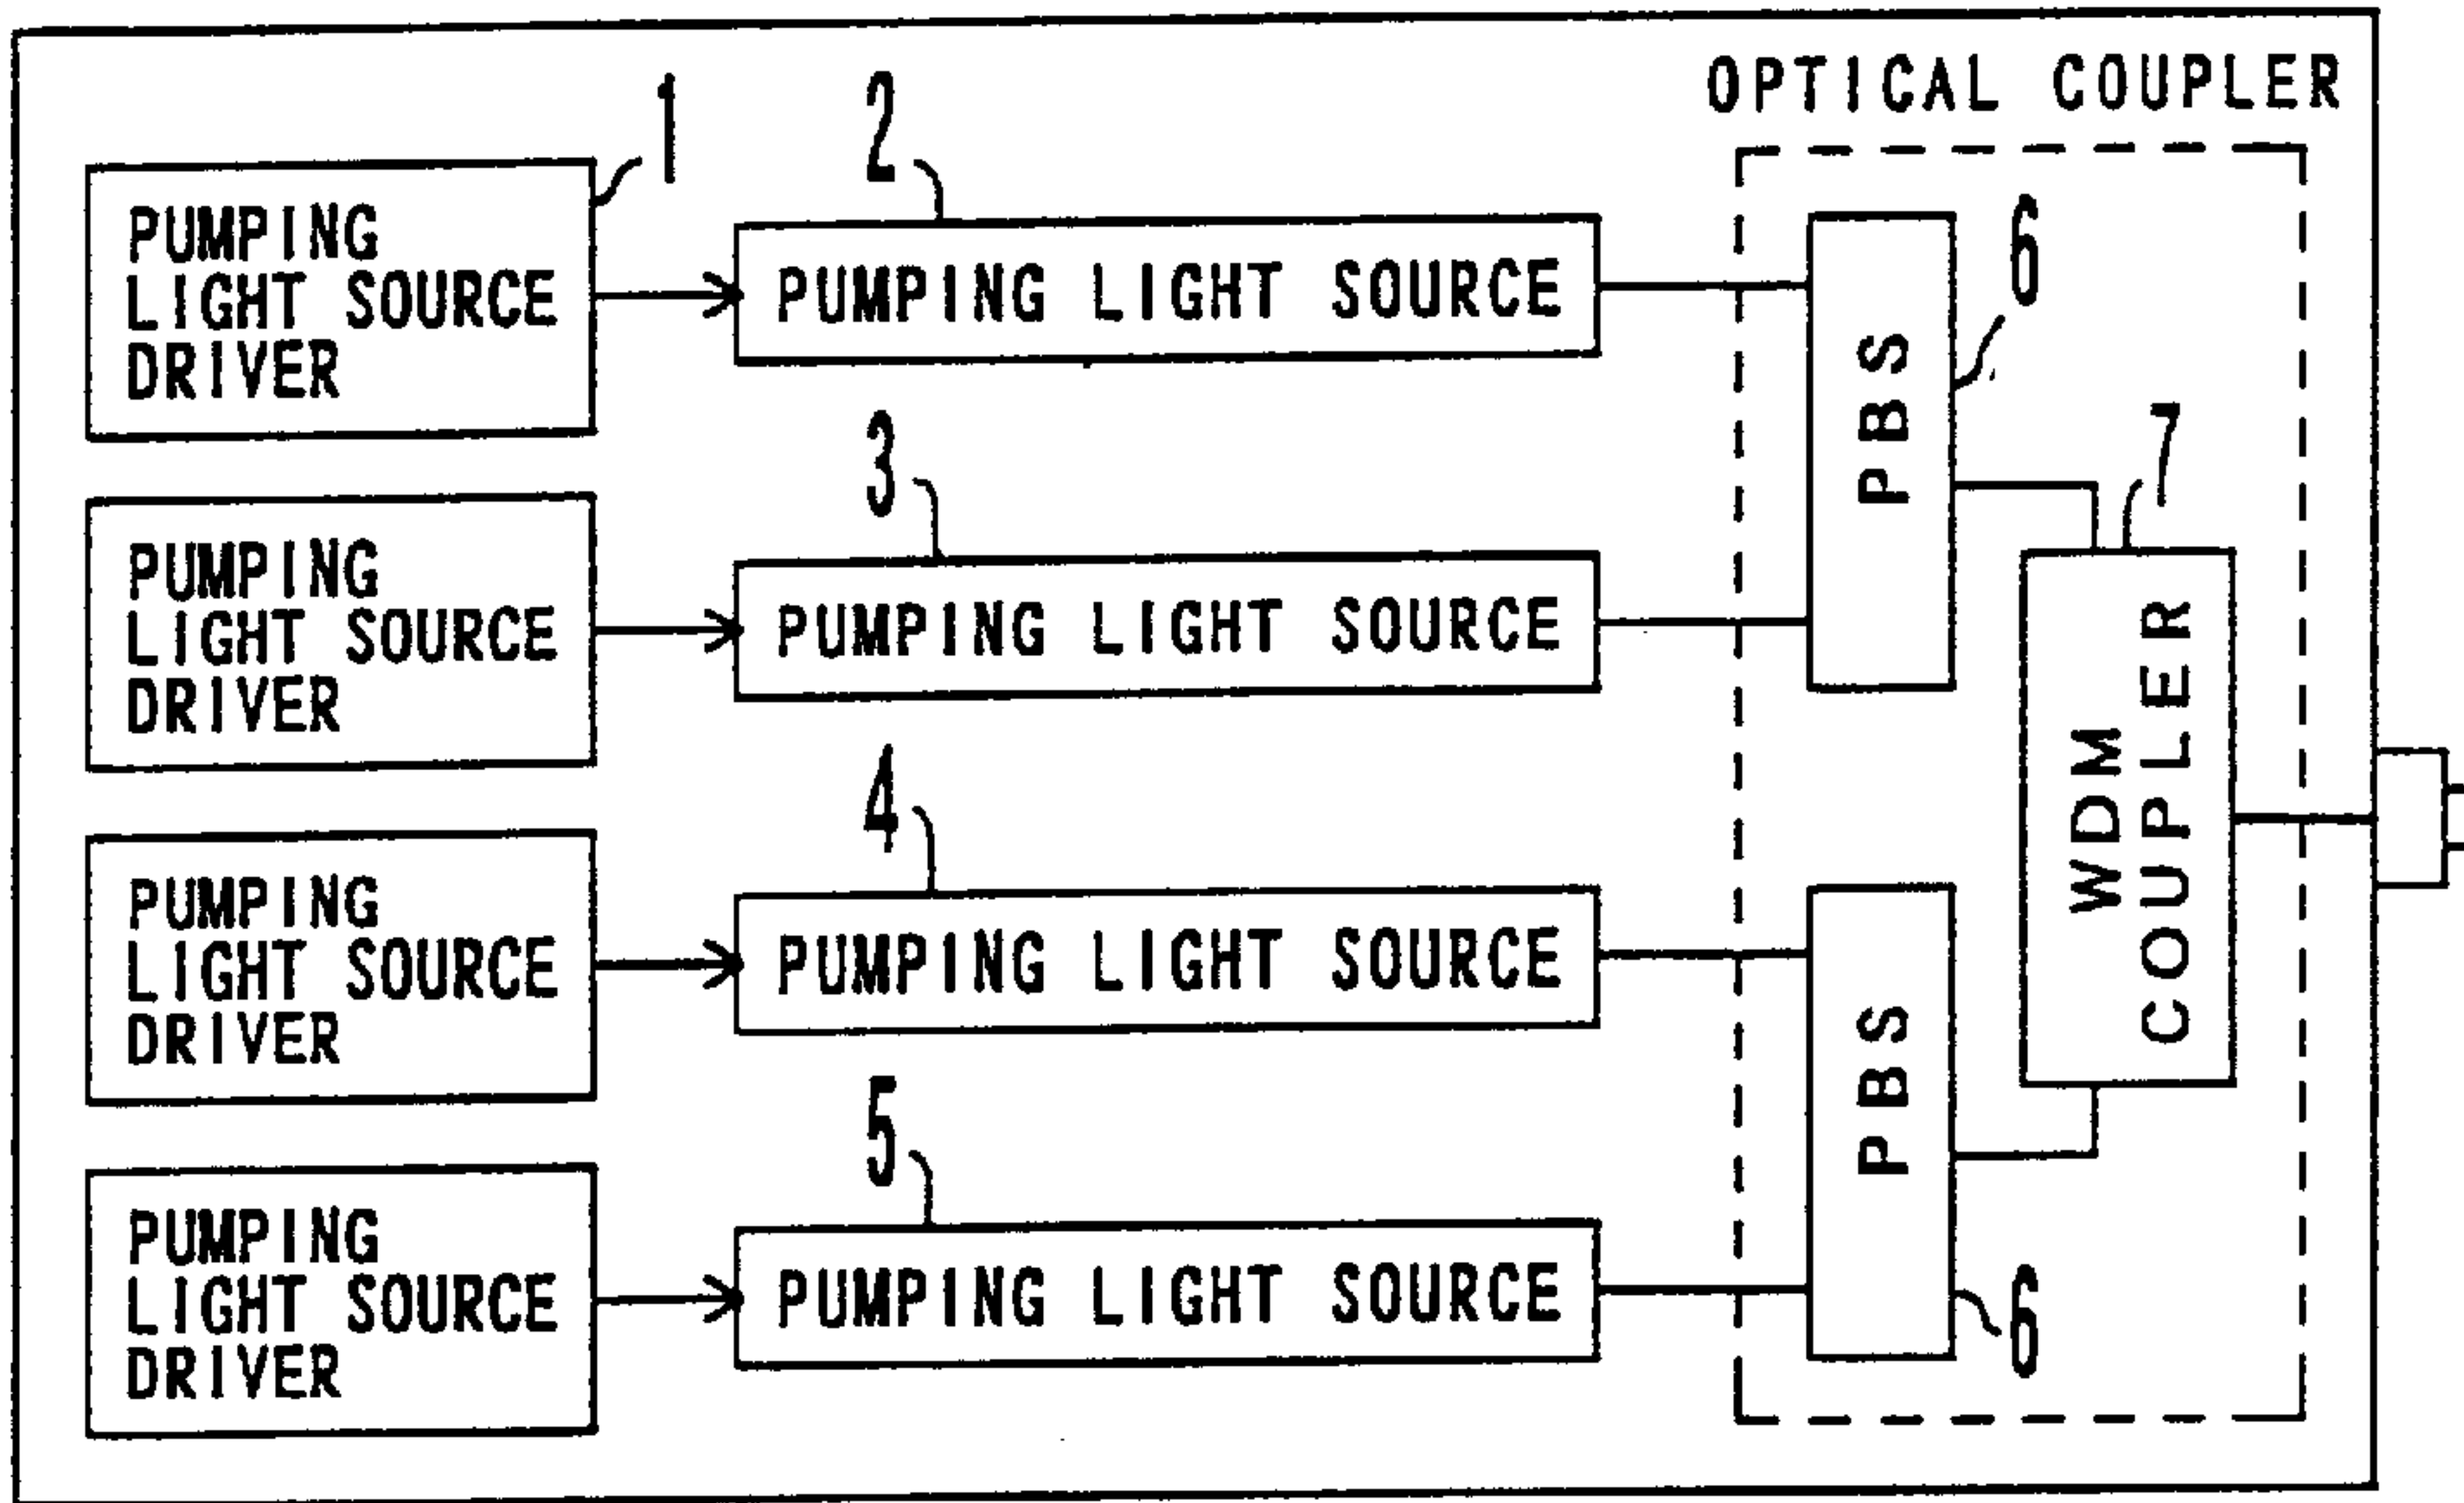 OPTICAL COUPLER
1
2
PUMPING
LIGHT SOURCE
DRIVER
PUMPING LIGHT SOURCE
6
PBS
3
7
PUMPING
LIGHT SOURCE
DRIVER
PUMPING LIGHT SOURCE
WDM
COUPLER
4
PUMPING
LIGHT SOURCE
DRIVER
PUMPING LIGHT SOURCE
PBS
5
PUMPING
LIGHT SOURCE
DRIVER
PUMPING LIGHT SOURCE
6